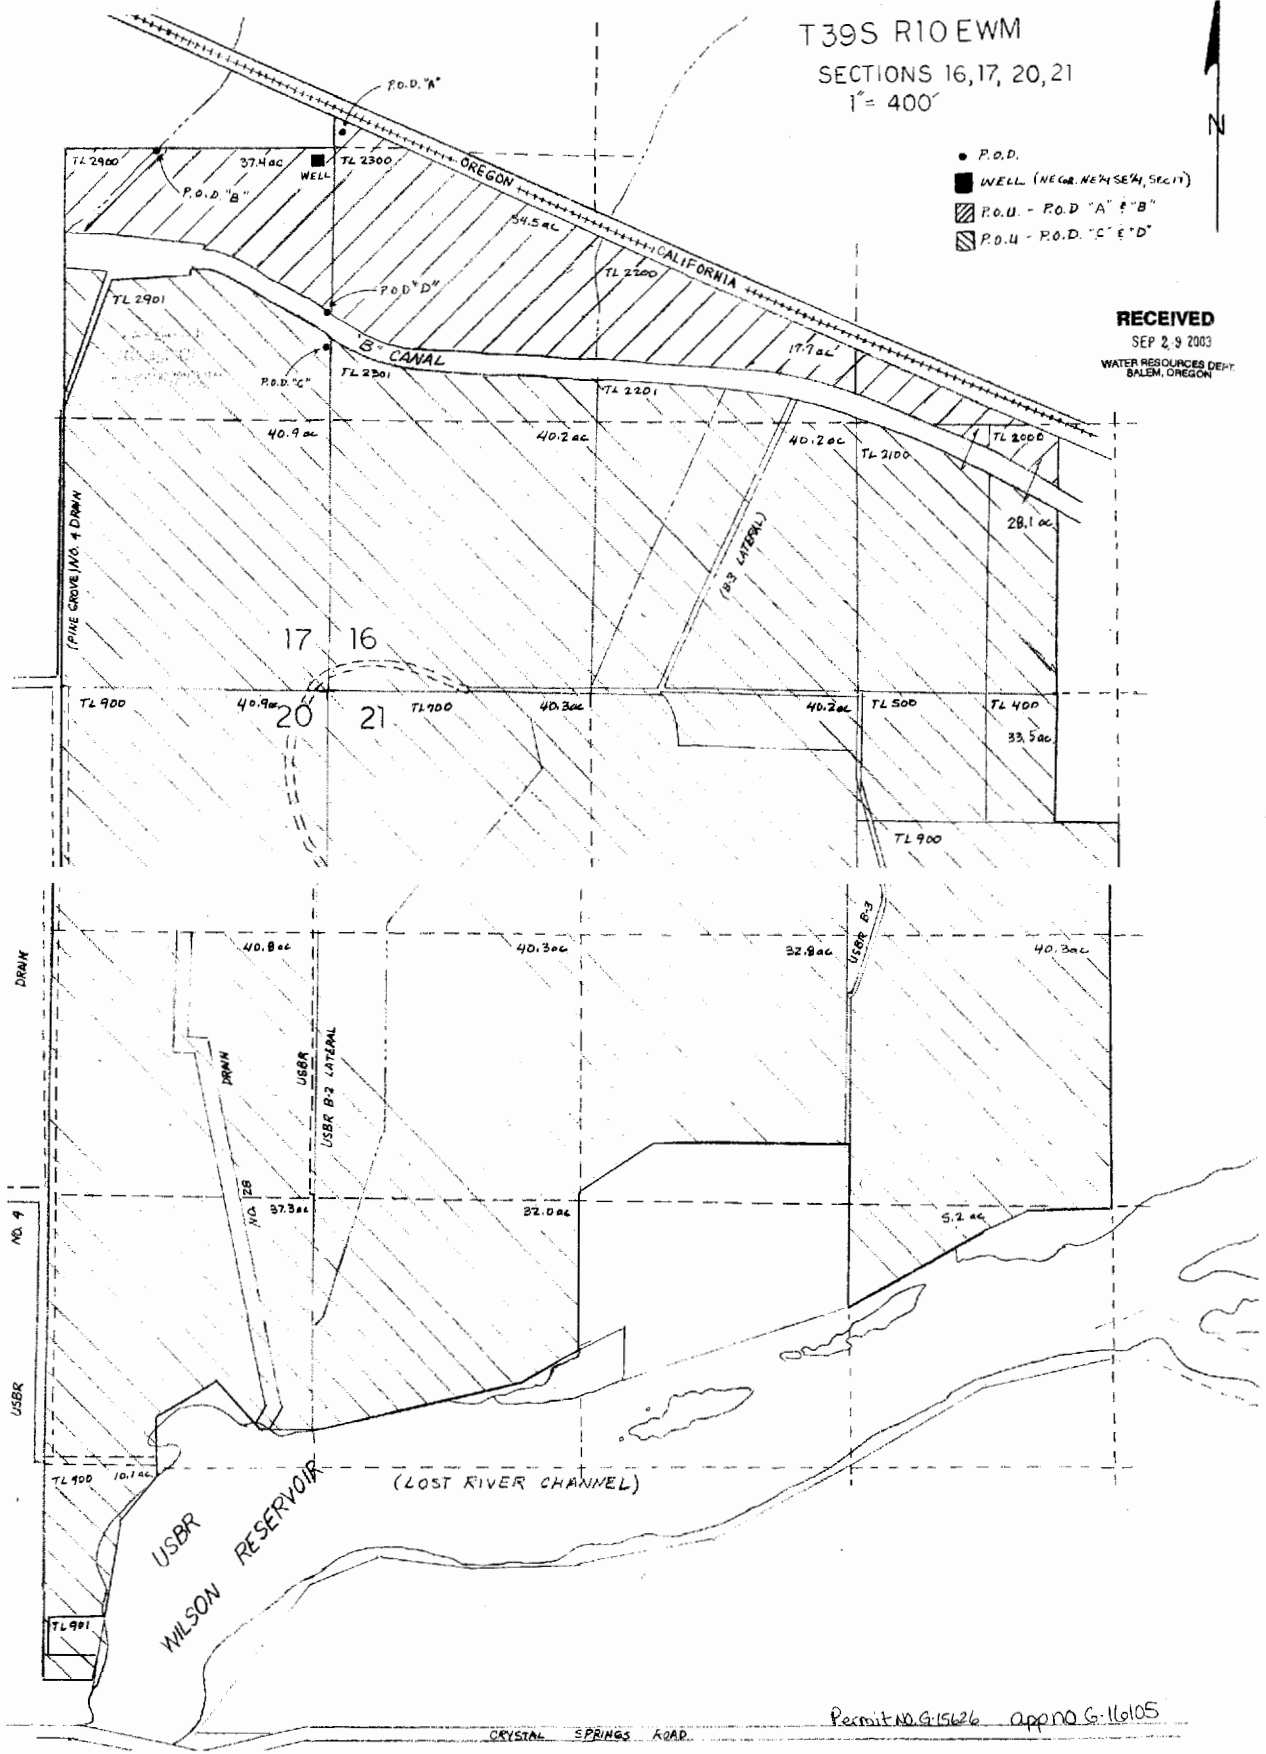 T39S R10EWM
SECTIONS 16,17, 20,21
1"= 400'
N
• P.O.D.
■ WELL (NE COR. NE¼ SE¼, SEC 17)
P.O.U. - P.O.D "A" & "B"
P.O.U - P.O.D. "C" & "D"
RECEIVED
SEP 29 2003
WATER RESOURCES DEPT.
SALEM, OREGON
P.O.D. "A"
TL 2900
37.4 ac
WELL
TL 2300
OREGON
CALIFORNIA
P.O.D. "B"
34.5 ac
TL 2200
P.O.D "D"
TL 2901
17.7 ac
"B" CANAL
P.O.D. "C"
TL 2301
TL 2201
40.9 ac
40.2 ac
40.2 ac
TL 2100
TL 2000
28.1 ac
(PINE GROVE) NO. 4 DRAIN
(B-3 LATERAL)
17 16
TL 900
40.9 ac
20 21
TL 700
40.3 ac
40.2 ac
TL 500
TL 400
33.5 ac
TL 900
40.8 ac
40.3 ac
32.8 ac
USBR B-3
40.3 ac
DRAIN
DRAIN
USBR
USBR B-2 LATERAL
NO. 28
37.3 ac
32.0 ac
5.2 ac
NO. 4
USBR
TL 900
10.1 ac
(LOST RIVER CHANNEL)
USBR
WILSON RESERVOIR
TL 901
Permit No. G-15626 app no G-16105
CRYSTAL SPRINGS ROAD